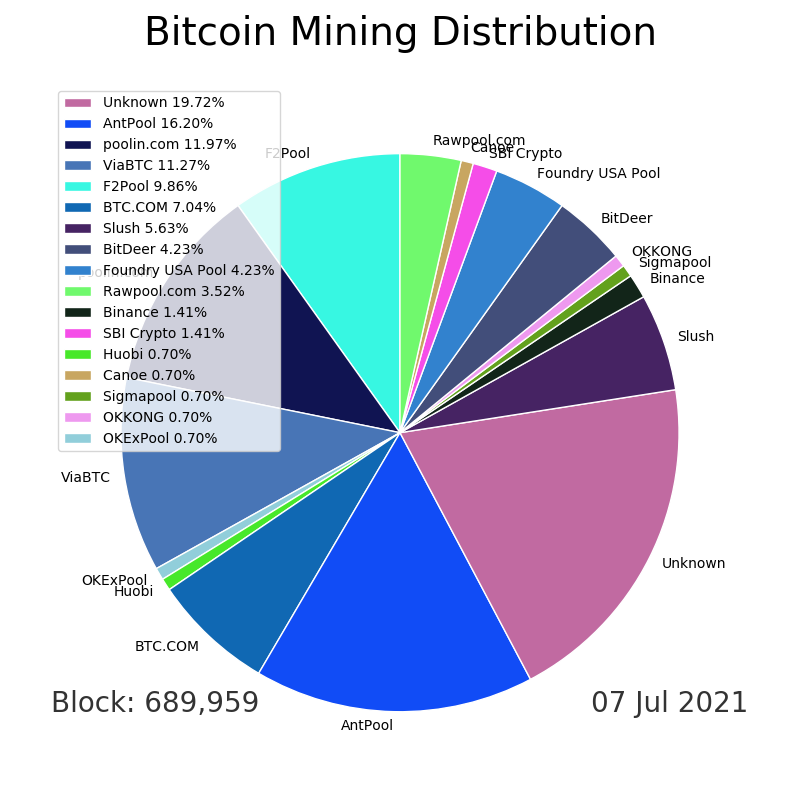 Bitcoin Mining Distribution
Unknown 19.72%
AntPool 16.20%
poolin.com 11.97%
ViaBTC 11.27%
F2Pool 9.86%
BTC.COM 7.04%
Slush 5.63%
BitDeer 4.23%
Foundry USA Pool 4.23%
Rawpool.com 3.52%
Binance 1.41%
SBI Crypto 1.41%
Huobi 0.70%
Canoe 0.70%
Sigmapool 0.70%
OKKONG 0.70%
OKExPool 0.70%
F2Pool
Rawpool.com
Canoe
SBI Crypto
Foundry USA Pool
BitDeer
OKKONG
Sigmapool
Binance
Slush
Unknown
AntPool
BTC.COM
Huobi
OKExPool
ViaBTC
Block: 689,959
07 Jul 2021